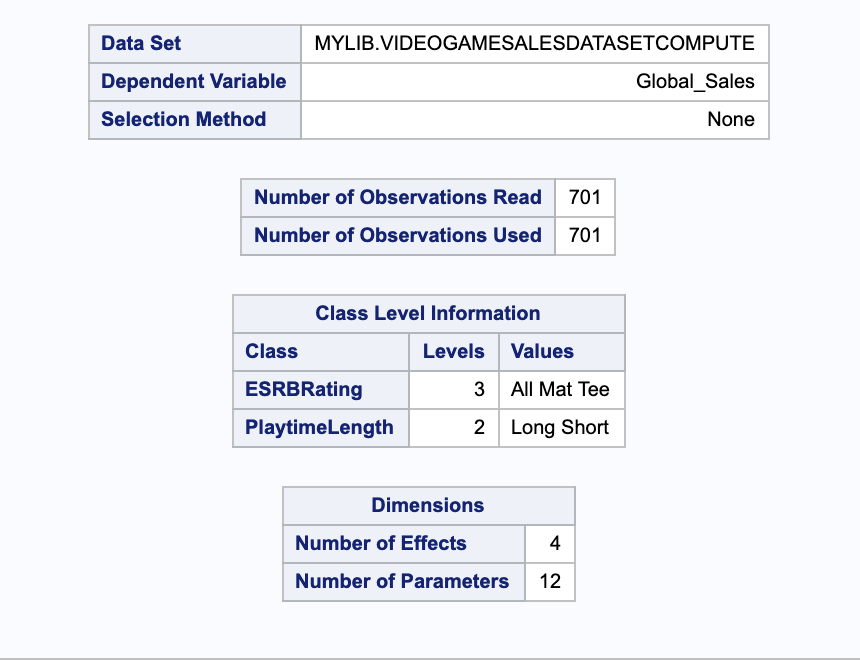 Data Set MYLIB.VIDEOGAMESALESDATASETCOMPUTE
Dependent Variable Global_Sales
Selection Method None
Number of Observations Read 701
Number of Observations Used 701
Class Level Information
Class Levels Values
ESRBRating 3 All Mat Tee
PlaytimeLength 2 Long Short
Dimensions
Number of Effects 4
Number of Parameters 12